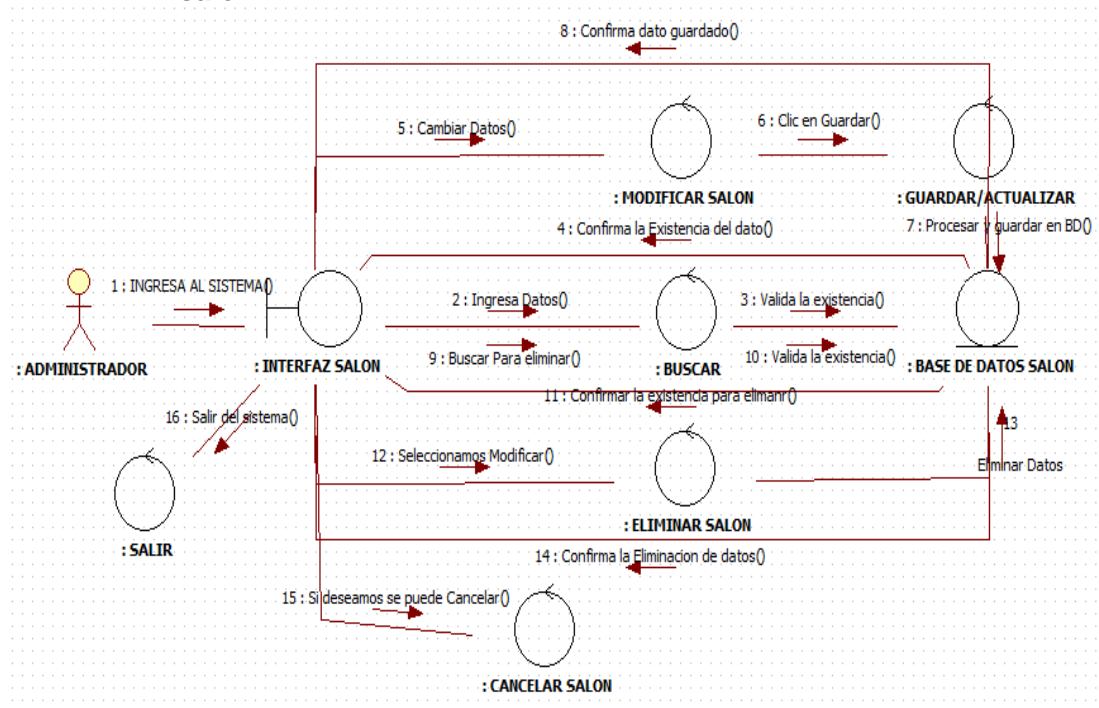 8 : Confirma dato guardado()
5 : Cambiar Datos()
6 : Clic en Guardar()
: MODIFICAR SALON
: GUARDAR/ACTUALIZAR
4 : Confirma la Existencia del dato()
7 : Procesar y guardar en BD()
1 : INGRESA AL SISTEMA()
2 : Ingresa Datos()
3 : Valida la existencia()
9 : Buscar Para eliminar()
10 : Valida la existencia()
: ADMINISTRADOR
: INTERFAZ SALON
: BUSCAR
: BASE DE DATOS SALON
11 : Confirmar la existencia para elimanr()
16 : Salir del sistema()
13
12 : Seleccionamos Modificar()
Elminar Datos
: ELIMINAR SALON
: SALIR
14 : Confirma la Eliminacion de datos()
15 : Si deseamos se puede Cancelar()
: CANCELAR SALON